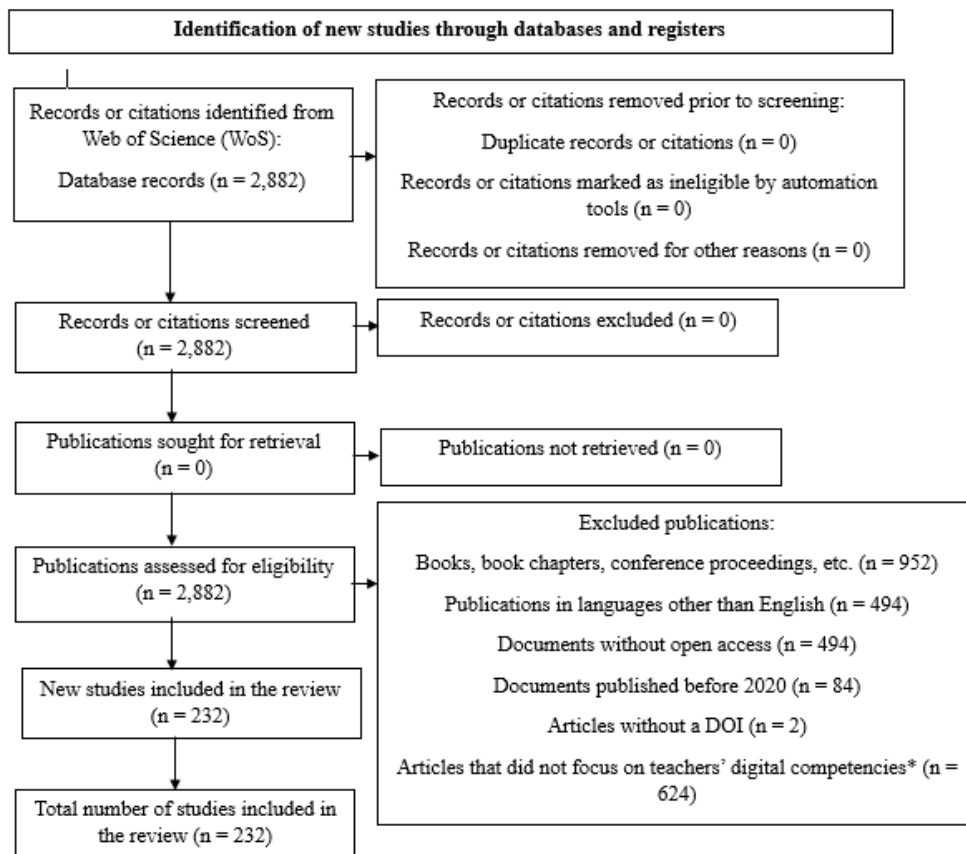 Identification of new studies through databases and registers
Records or citations identified from
Web of Science (WoS):
Database records (n = 2,882)
Records or citations removed prior to screening:
Duplicate records or citations (n = 0)
Records or citations marked as ineligible by automation
tools (n = 0)
Records or citations removed for other reasons (n = 0)
Records or citations screened
(n = 2,882)
Records or citations excluded (n = 0)
Publications sought for retrieval
(n = 0)
Publications not retrieved (n = 0)
Publications assessed for eligibility
(n = 2,882)
Excluded publications:
Books, book chapters, conference proceedings, etc. (n = 952)
Publications in languages other than English (n = 494)
Documents without open access (n = 494)
Documents published before 2020 (n = 84)
Articles without a DOI (n = 2)
Articles that did not focus on teachers’ digital competencies* (n =
624)
New studies included in the review
(n = 232)
Total number of studies included in
the review (n = 232)